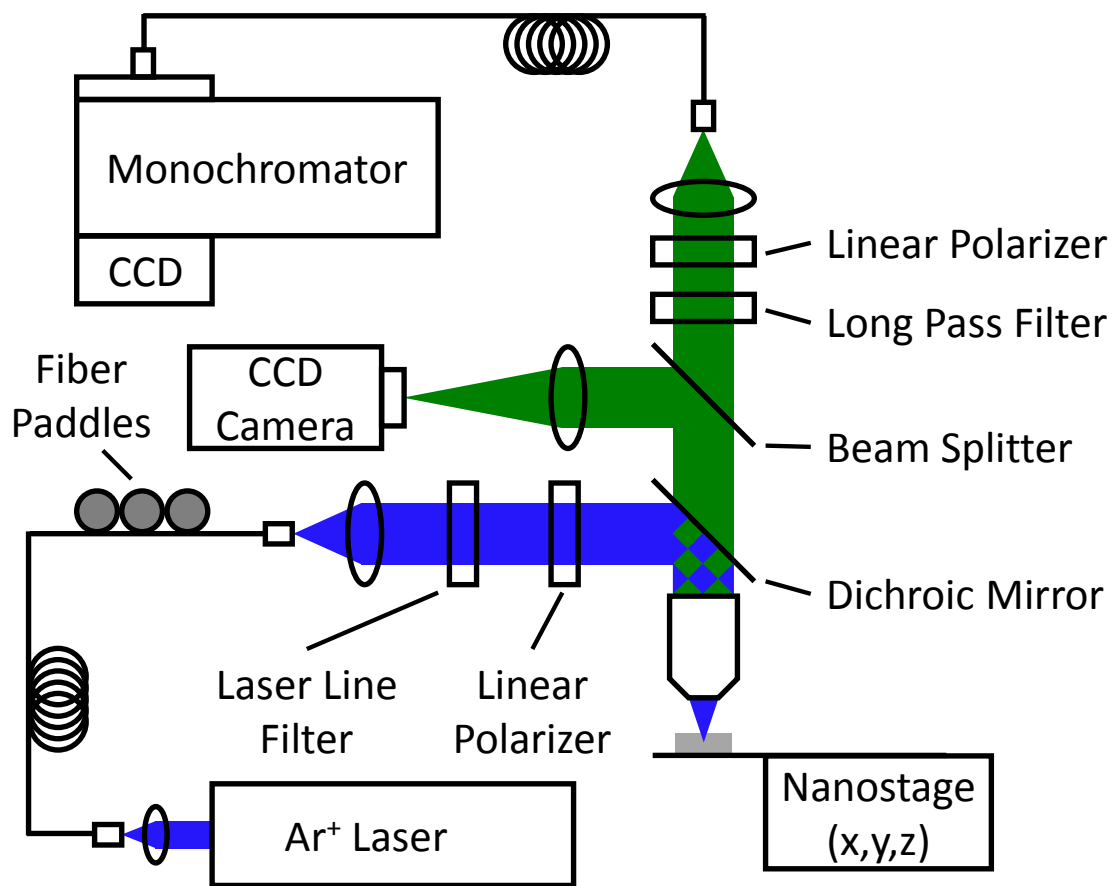 Monochromator
CCD
Linear Polarizer
Long Pass Filter
Fiber
Paddles
CCD
Camera
Beam Splitter
Dichroic Mirror
Laser Line
Filter
Linear
Polarizer
Ar⁺ Laser
Nanostage
(x,y,z)